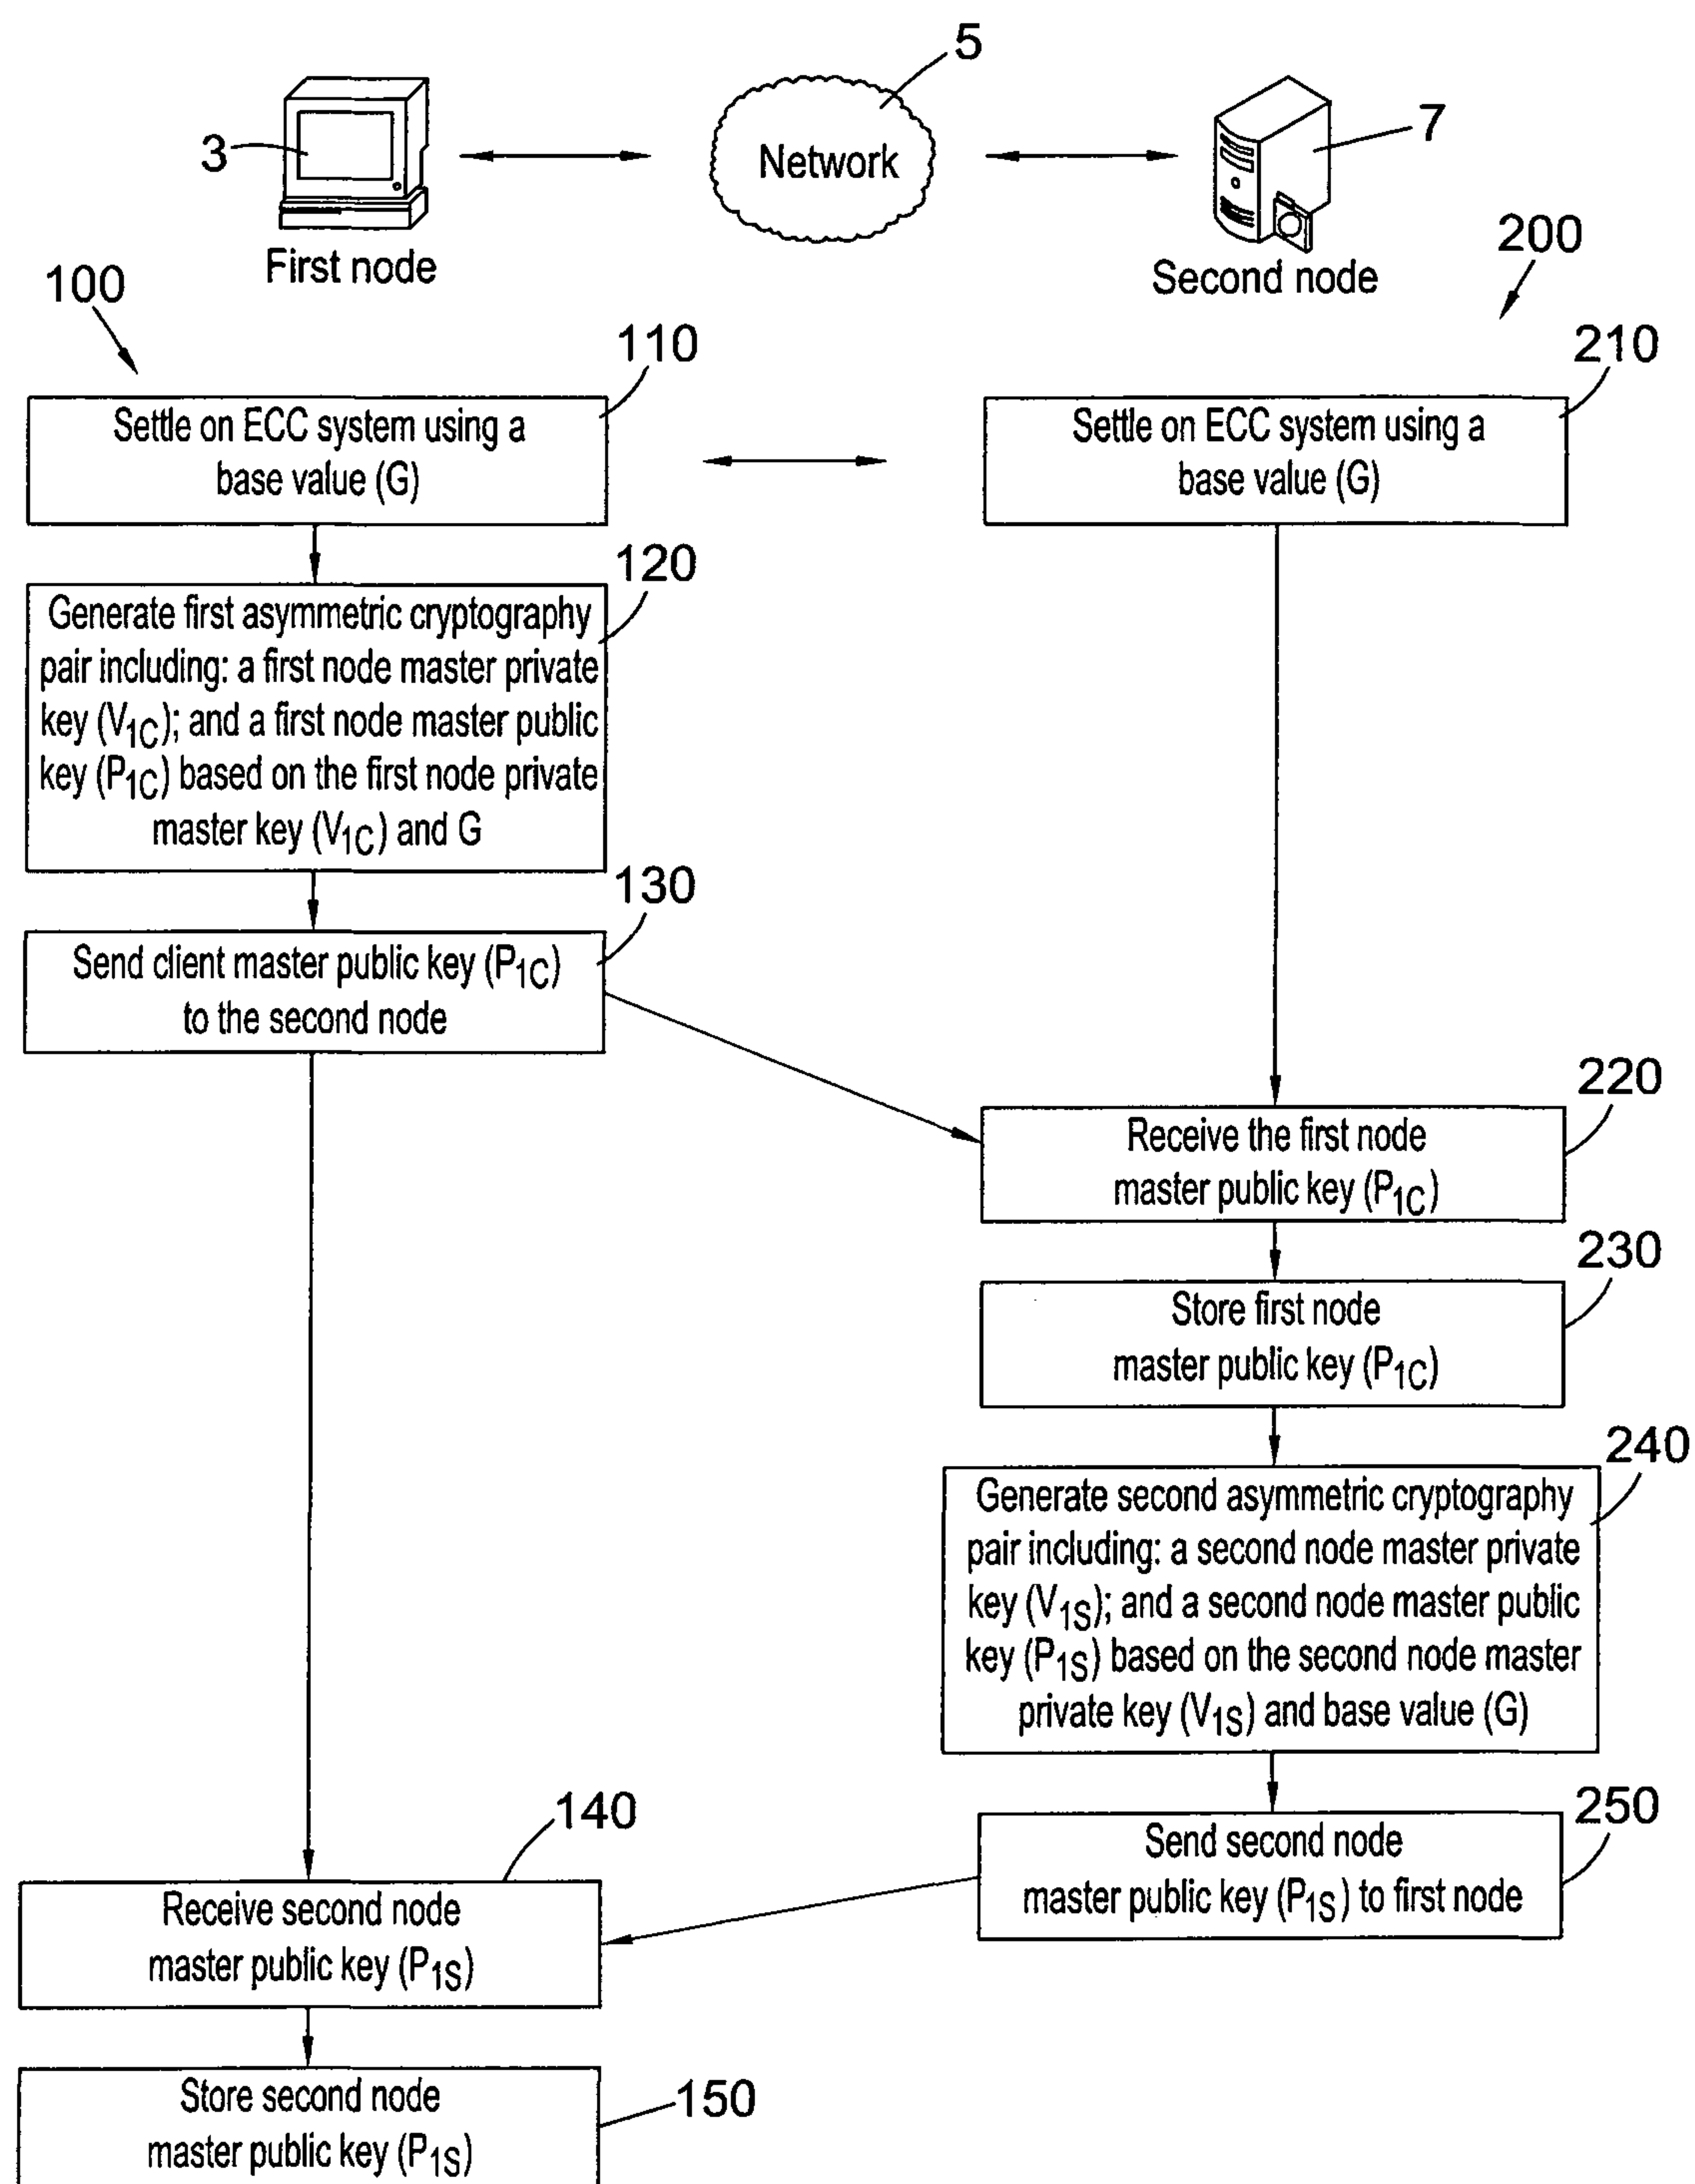 5
3
Network
7
First node
Second node
100
200
110
Settle on ECC system using a
base value (G)
210
Settle on ECC system using a
base value (G)
120
Generate first asymmetric cryptography
pair including: a first node master private
key (V1C); and a first node master public
key (P1C) based on the first node private
master key (V1C) and G
130
Send client master public key (P1C)
to the second node
220
Receive the first node
master public key (P1C)
230
Store first node
master public key (P1C)
240
Generate second asymmetric cryptography
pair including: a second node master private
key (V1S); and a second node master public
key (P1S) based on the second node master
private key (V1S) and base value (G)
250
Send second node
master public key (P1S) to first node
140
Receive second node
master public key (P1S)
150
Store second node
master public key (P1S)